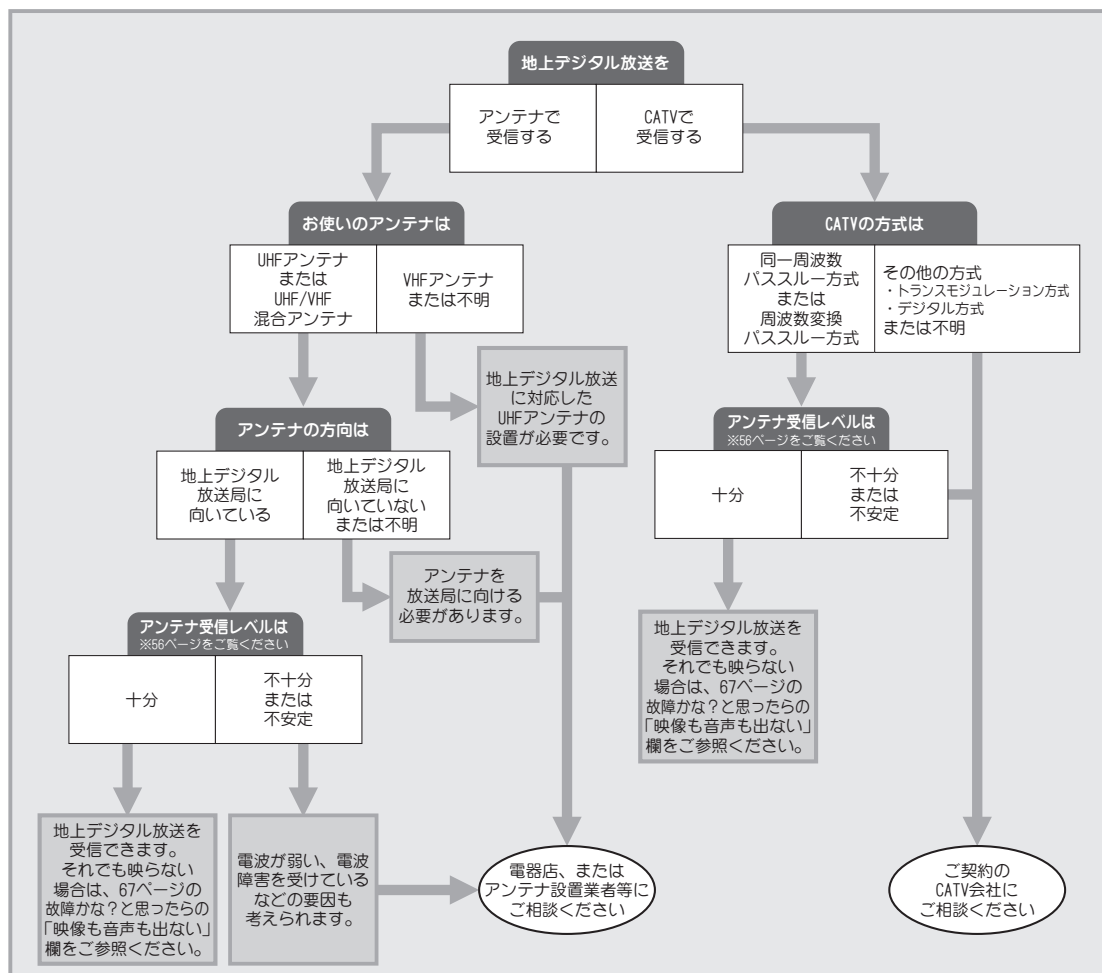 地上デジタル放送を
アンテナで
受信する
CATVで
受信する
お使いのアンテナは
UHFアンテナ
または
UHF/VHF
混合アンテナ
VHFアンテナ
または不明
地上デジタル放送
に対応した
UHFアンテナの
設置が必要です。
アンテナの方向は
地上デジタル
放送局に
向いている
地上デジタル
放送局に
向いていない
または不明
アンテナを
放送局に向ける
必要があります。
アンテナ受信レベルは
※56ページをご覧ください
十分
不十分
または
不安定
地上デジタル放送を
受信できます。
それでも映らない
場合は、67ページの
故障かな？と思ったらの
「映像も音声も出ない」
欄をご参照ください。
電波が弱い、電波
障害を受けている
などの要因も
考えられます。
電器店、または
アンテナ設置業者等に
ご相談ください
CATVの方式は
同一周波数
パススルー方式
または
周波数変換
パススルー方式
その他の方式
・トランスモジュレーション方式
・デジタル方式
または不明
アンテナ受信レベルは
※56ページをご覧ください
十分
不十分
または
不安定
地上デジタル放送を
受信できます。
それでも映らない
場合は、67ページの
故障かな？と思ったらの
「映像も音声も出ない」
欄をご参照ください。
ご契約の
CATV会社に
ご相談ください